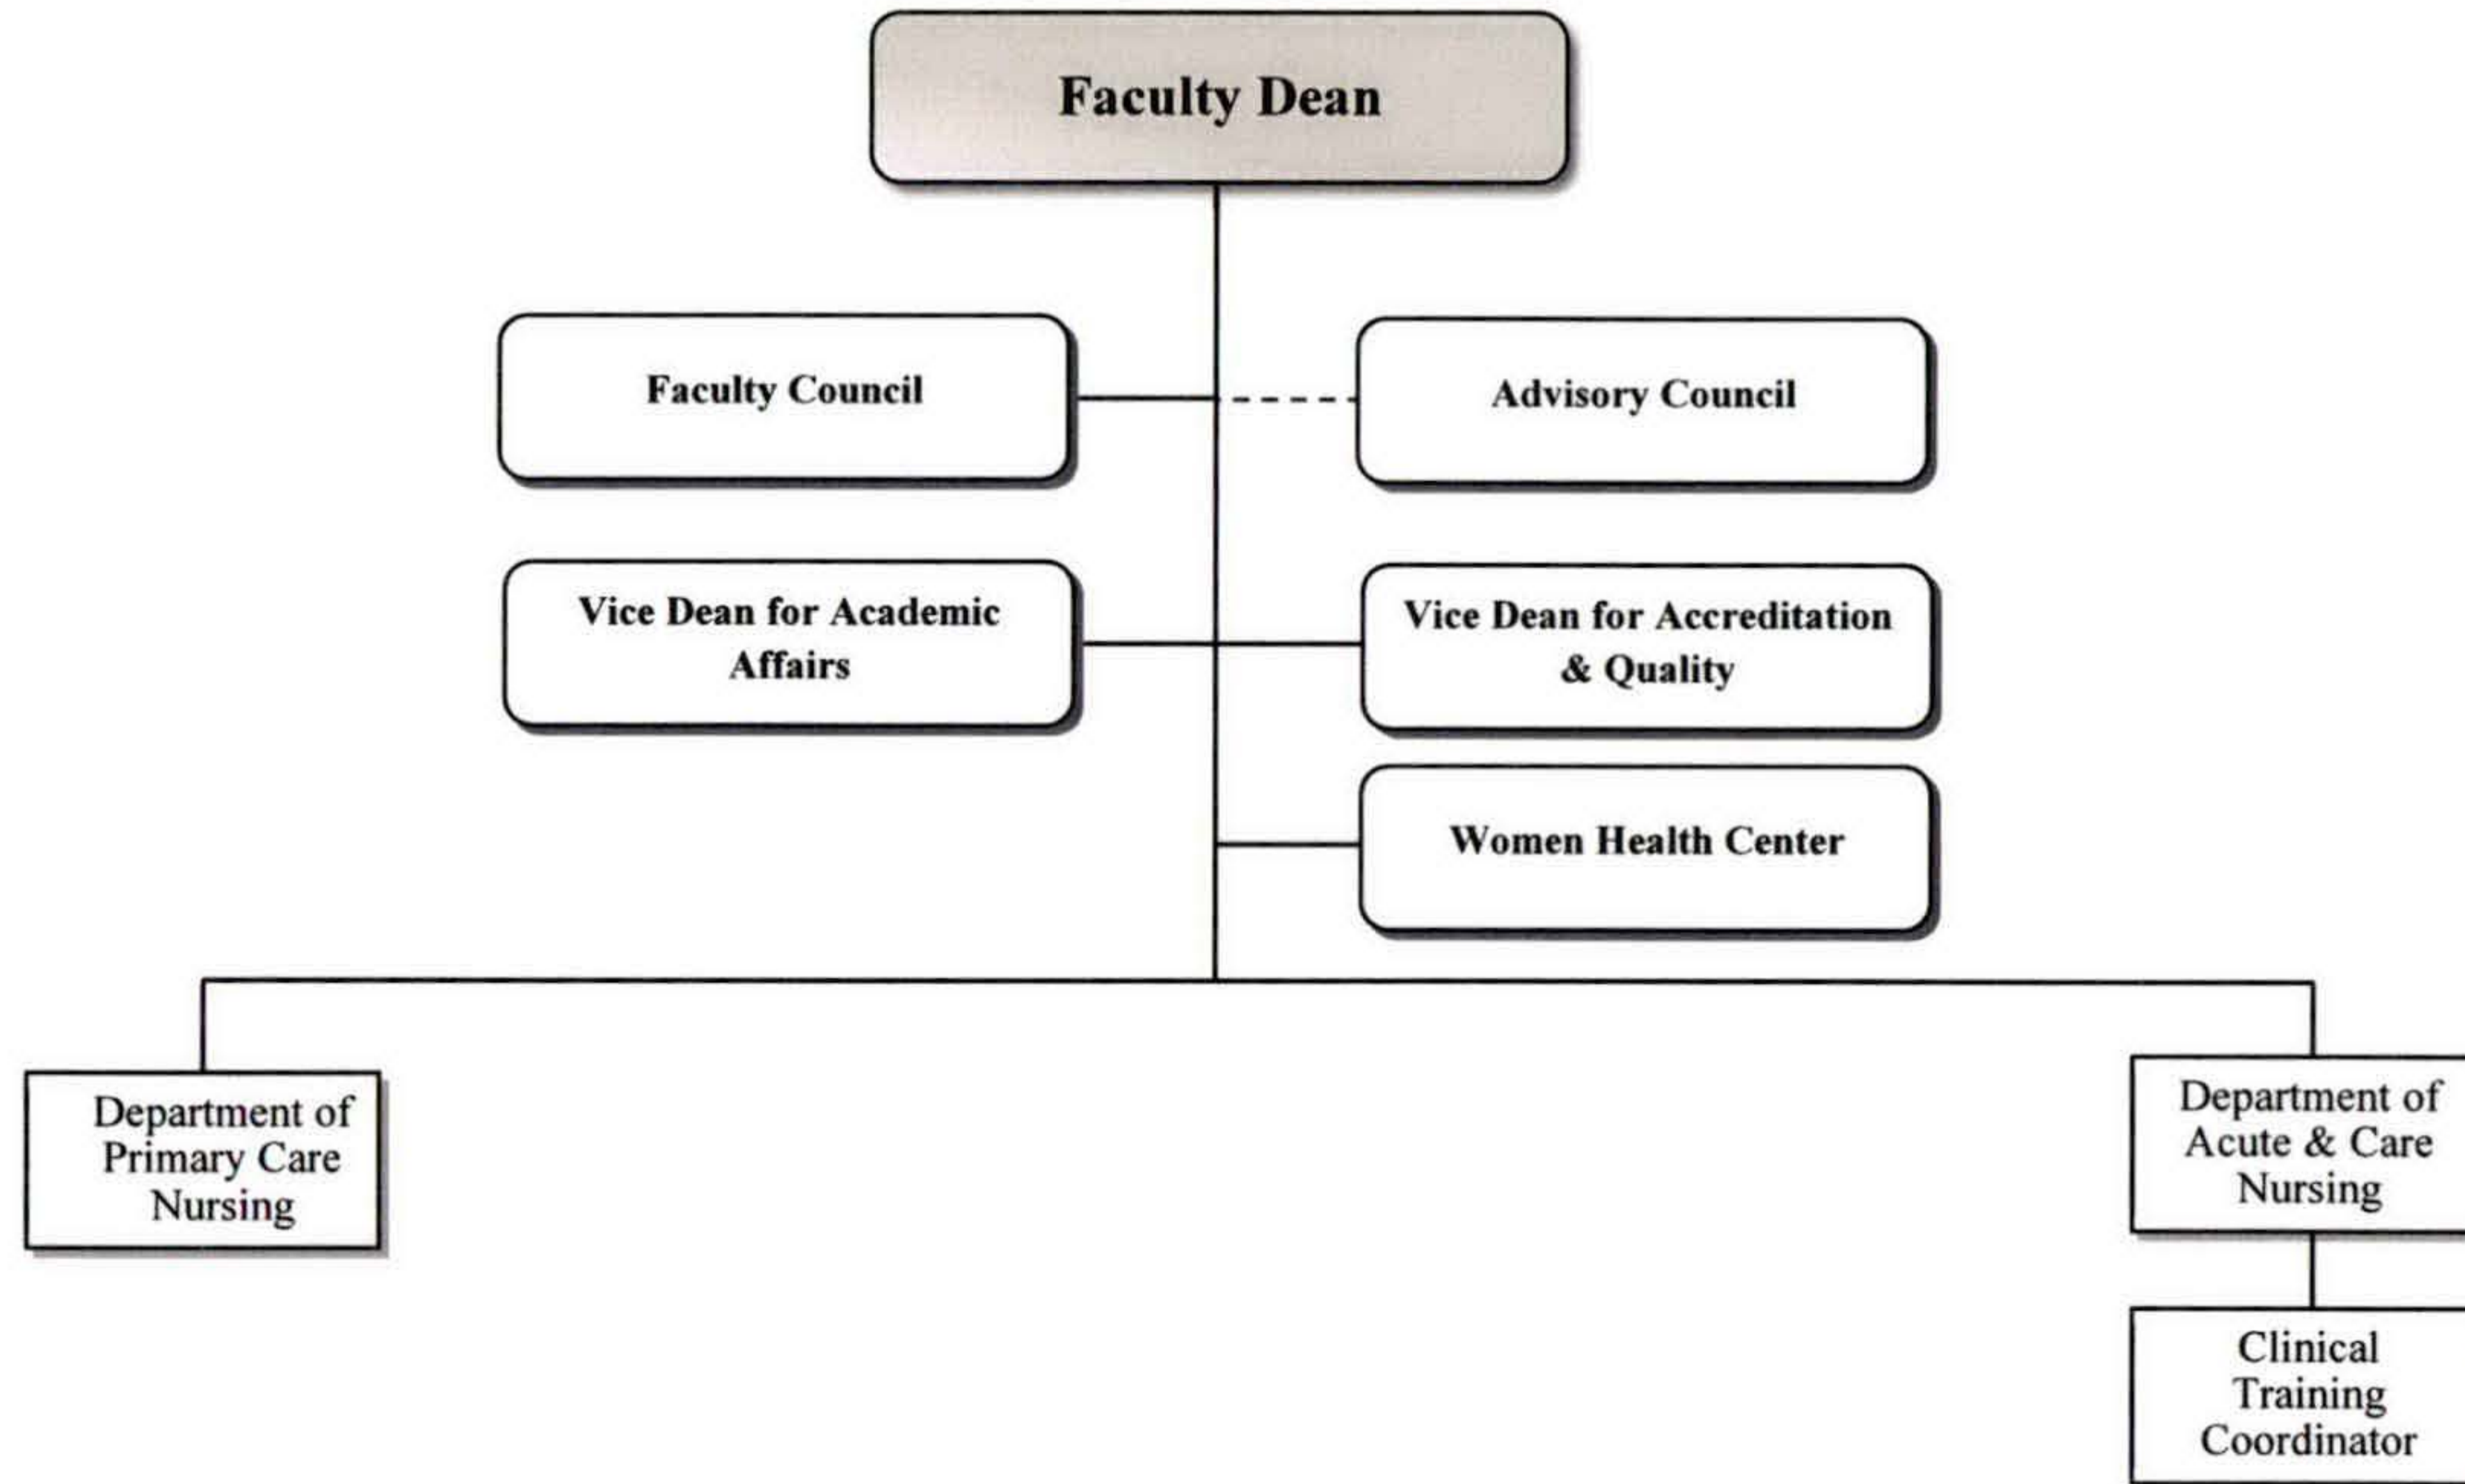 Faculty Dean
Faculty Council
Advisory Council
Vice Dean for Academic
Affairs
Vice Dean for Accreditation
& Quality
Women Health Center
Department of
Primary Care
Nursing
Department of
Acute & Care
Nursing
Clinical
Training
Coordinator